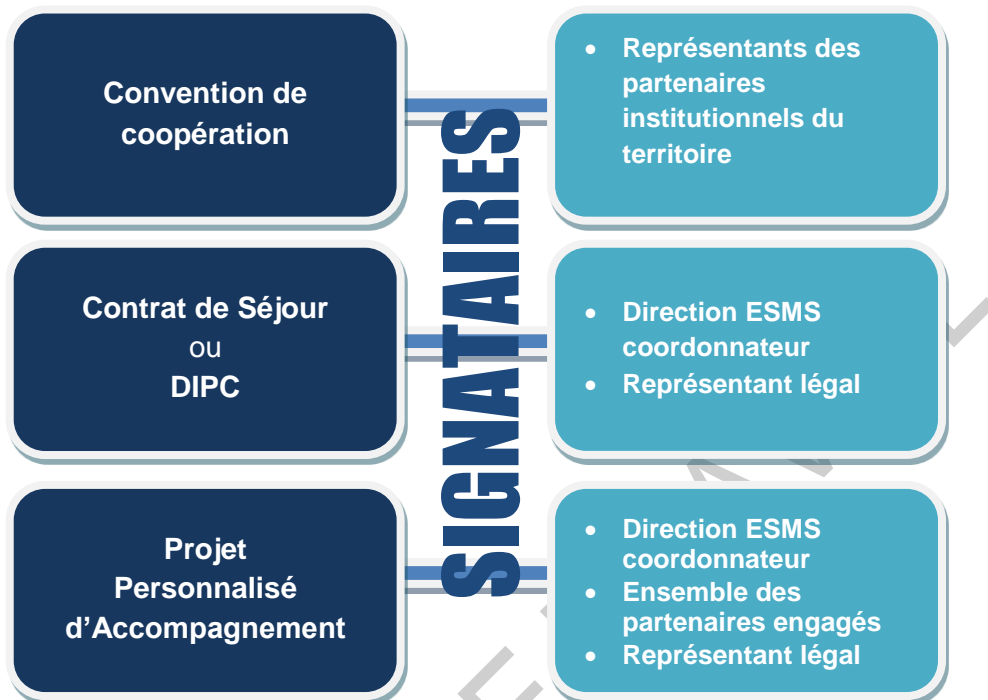 Convention de
coopération
• Représentants des
partenaires
institutionnels du
territoire
SIGNATAIRES
Contrat de Séjour
ou
DIPC
• Direction ESMS
coordonnateur
• Représentant légal
Projet
Personnalisé
d’Accompagnement
• Direction ESMS
coordonnateur
• Ensemble des
partenaires engagés
• Représentant légal